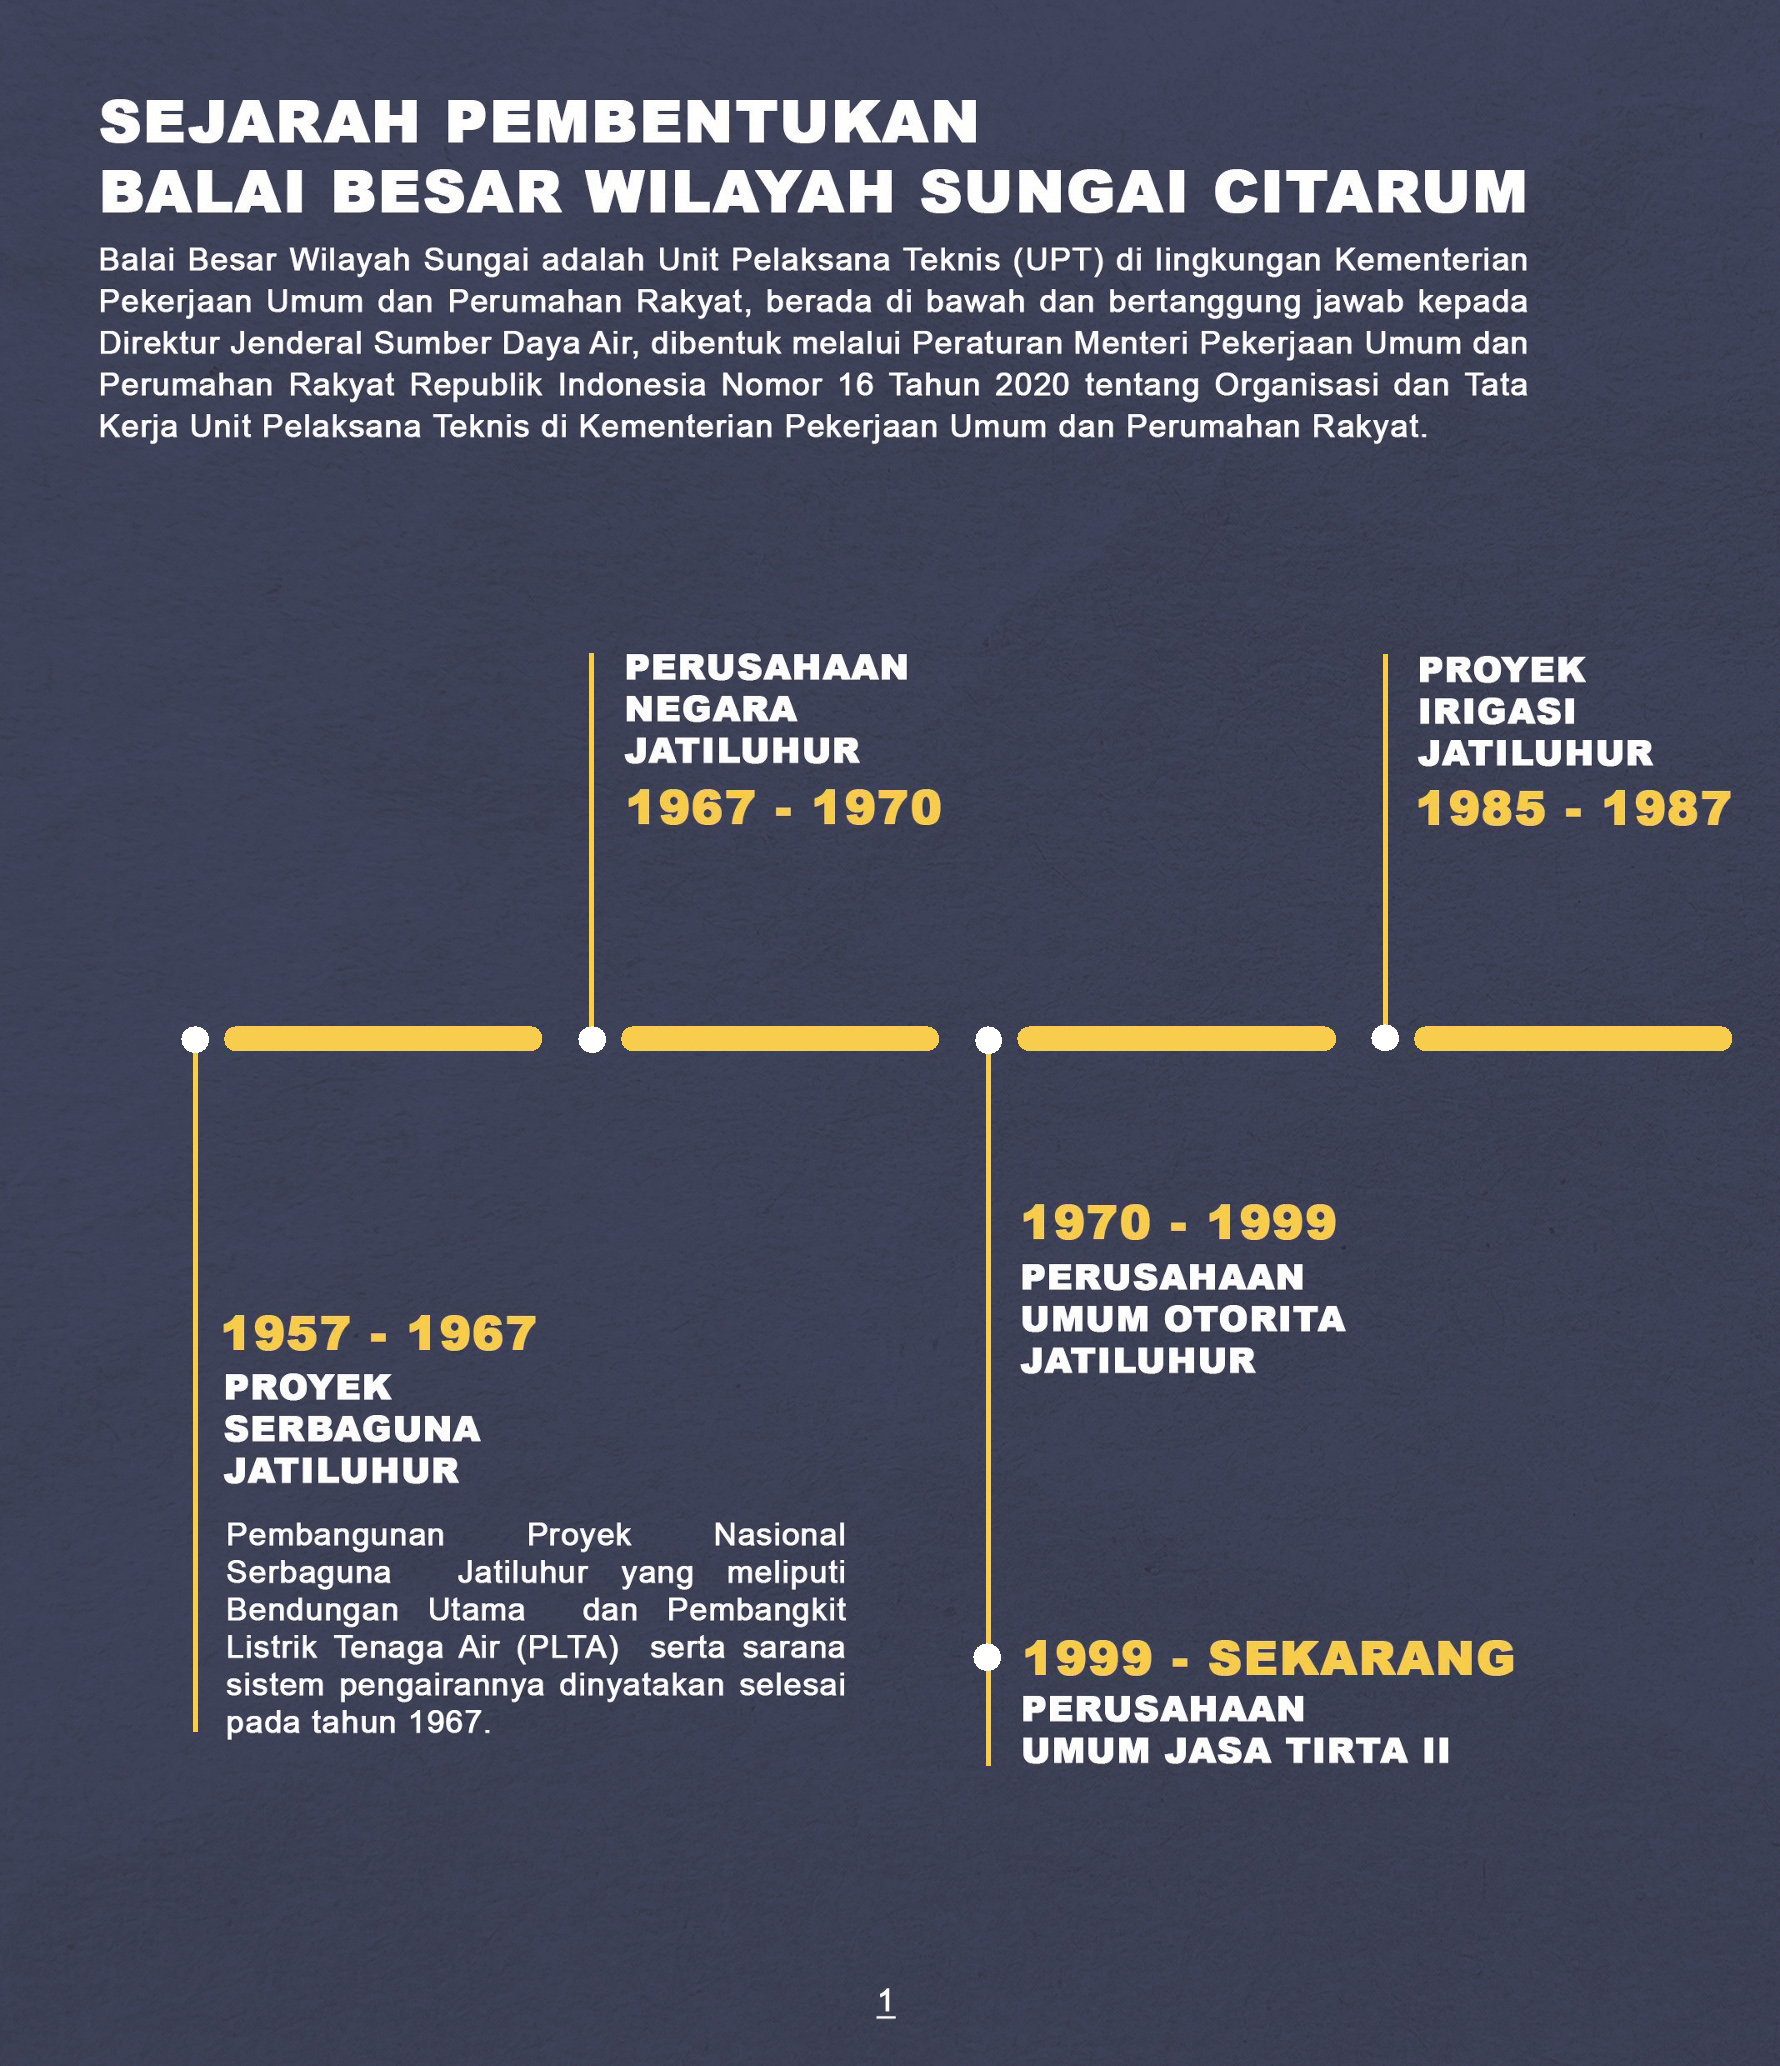 SEJARAH PEMBENTUKAN
BALAI BESAR WILAYAH SUNGAI CITARUM
Balai Besar Wilayah Sungai adalah Unit Pelaksana Teknis (UPT) di lingkungan Kementerian
Pekerjaan Umum dan Perumahan Rakyat, berada di bawah dan bertanggung jawab kepada
Direktur Jenderal Sumber Daya Air, dibentuk melalui Peraturan Menteri Pekerjaan Umum dan
Perumahan Rakyat Republik Indonesia Nomor 16 Tahun 2020 tentang Organisasi dan Tata
Kerja Unit Pelaksana Teknis di Kementerian Pekerjaan Umum dan Perumahan Rakyat.
PERUSAHAAN
NEGARA
JATILUHUR
1967 - 1970
PROYEK
IRIGASI
JATILUHUR
1985 - 1987
1957 - 1967
PROYEK
SERBAGUNA
JATILUHUR
Pembangunan Proyek Nasional
Serbaguna Jatiluhur yang meliputi
Bendungan Utama dan Pembangkit
Listrik Tenaga Air (PLTA) serta sarana
sistem pengairannya dinyatakan selesai
pada tahun 1967.
1970 - 1999
PERUSAHAAN
UMUM OTORITA
JATILUHUR
1999 - SEKARANG
PERUSAHAAN
UMUM JASA TIRTA II
1